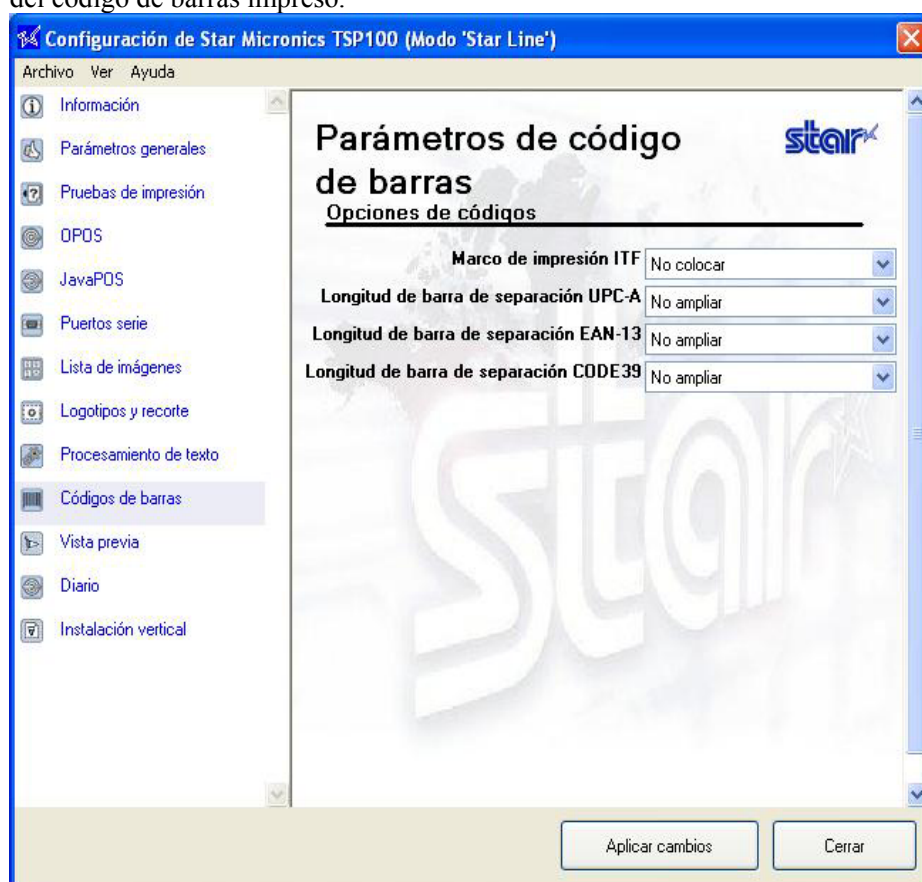 del código de barras impreso.
Configuración de Star Micronics TSP100 (Modo 'Star Line')
Archivo Ver Ayuda
Información
Parámetros generales
Pruebas de impresión
OPOS
JavaPOS
Puertos serie
Lista de imágenes
Logotipos y recorte
Procesamiento de texto
Códigos de barras
Vista previa
Diario
Instalación vertical
Parámetros de código
de barras
star
Opciones de códigos
Marco de impresión ITF No colocar
Longitud de barra de separación UPC-A No ampliar
Longitud de barra de separación EAN-13 No ampliar
Longitud de barra de separación CODE39 No ampliar
star
Aplicar cambios Cerrar